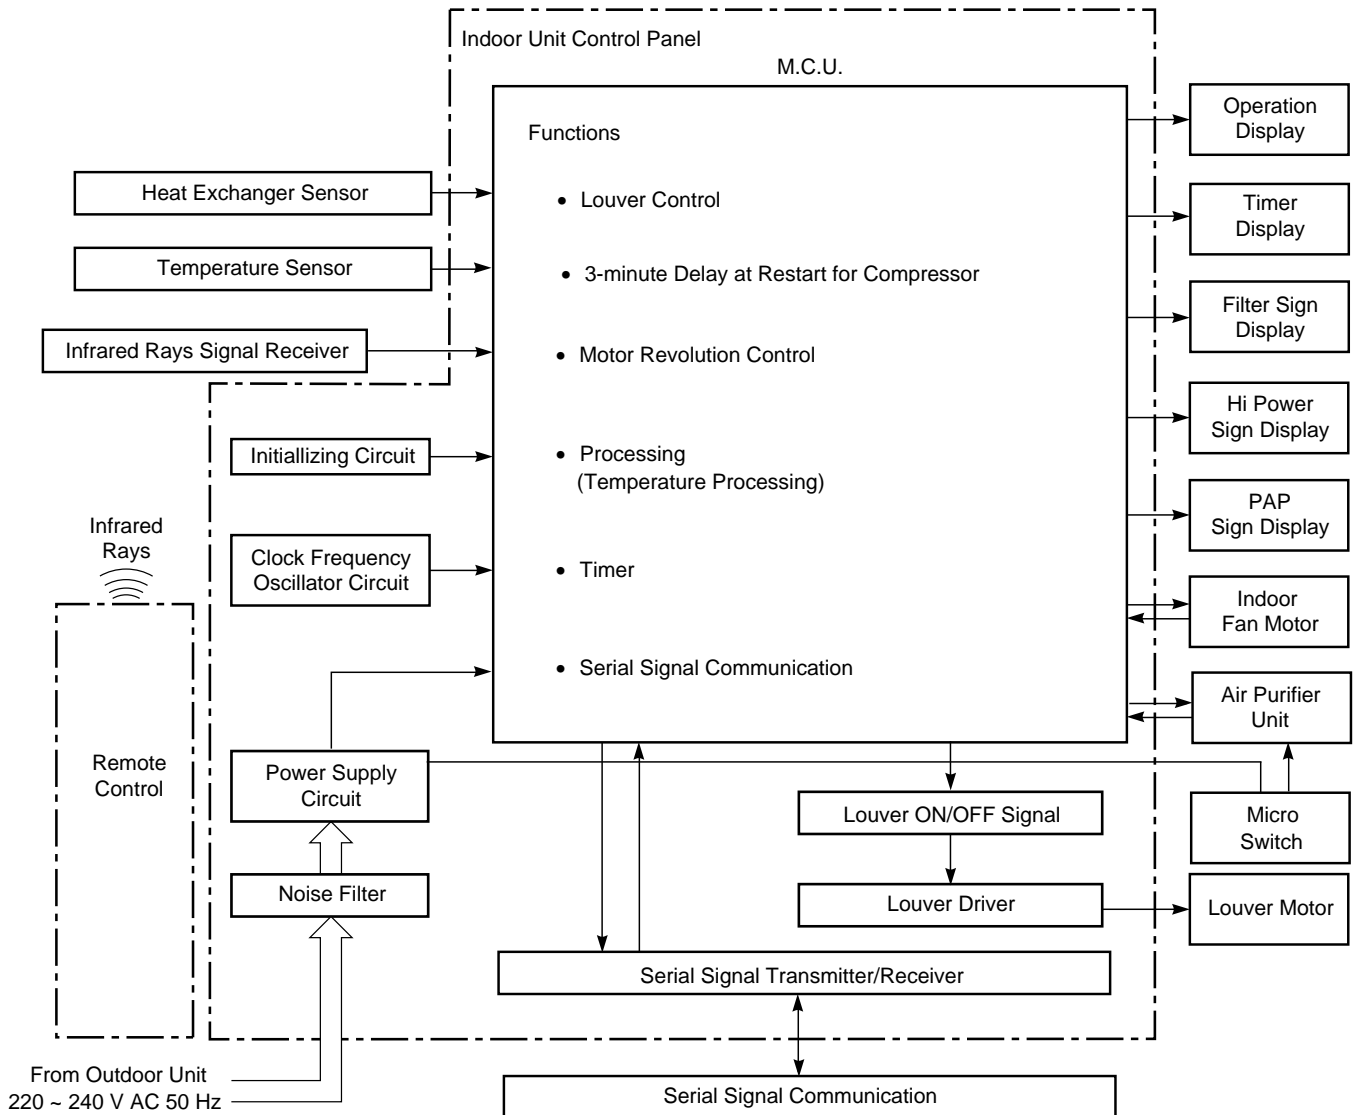 Indoor Unit Control Panel
M.C.U.
Functions
• Louver Control
• 3-minute Delay at Restart for Compressor
• Motor Revolution Control
• Processing
(Temperature Processing)
• Timer
• Serial Signal Communication
Heat Exchanger Sensor
Temperature Sensor
Infrared Rays Signal Receiver
Initiallizing Circuit
Clock Frequency
Oscillator Circuit
Infrared
Rays
Remote
Control
Power Supply
Circuit
Noise Filter
From Outdoor Unit
220 ~ 240 V AC 50 Hz
Operation
Display
Timer
Display
Filter Sign
Display
Hi Power
Sign Display
PAP
Sign Display
Indoor
Fan Motor
Air Purifier
Unit
Micro
Switch
Louver ON/OFF Signal
Louver Driver
Louver Motor
Serial Signal Transmitter/Receiver
Serial Signal Communication